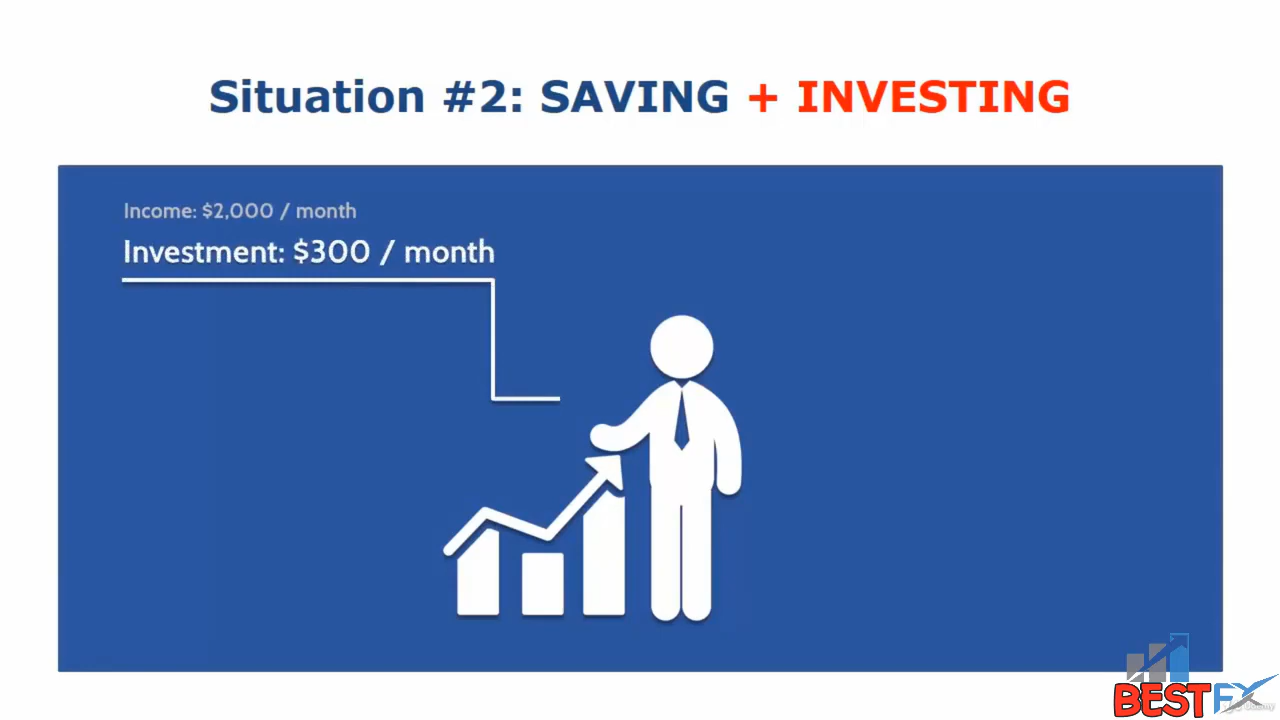 Situation #2: SAVING + INVESTING
Income: $2,000 / month
Investment: $300 / month
BESTFX